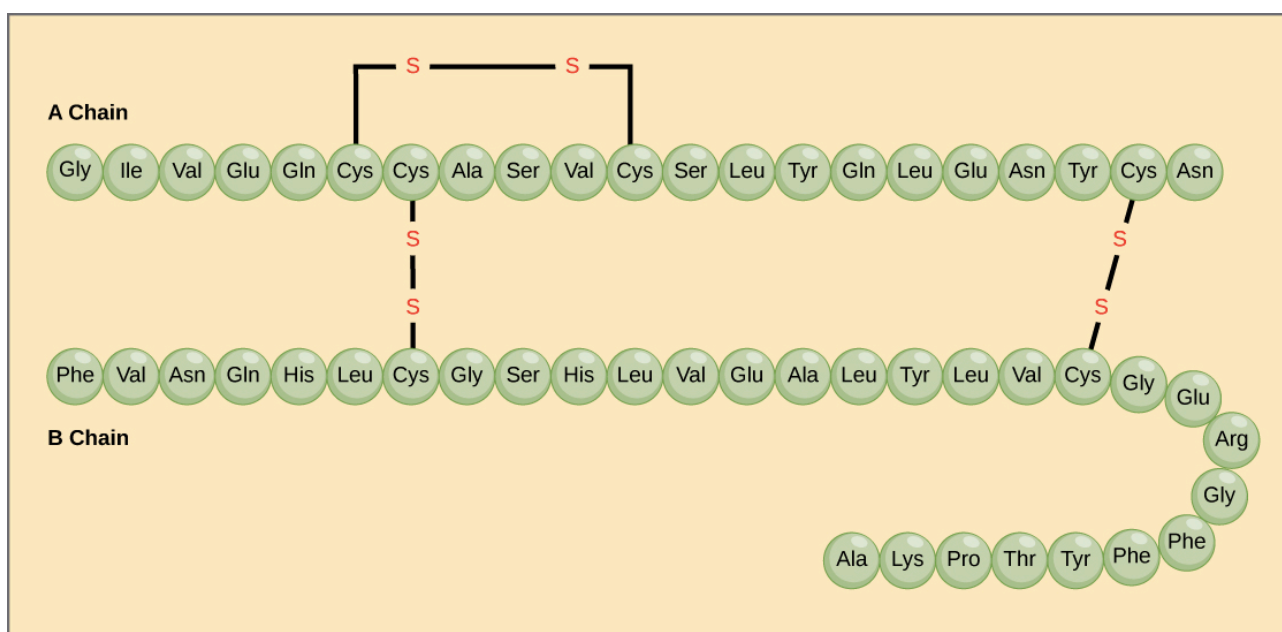 S S
A Chain
Gly Ile Val Glu Gln Cys Cys Ala Ser Val Cys Ser Leu Tyr Gln Leu Glu Asn Tyr Cys Asn
S S
S S
Phe Val Asn Gln His Leu Cys Gly Ser His Leu Val Glu Ala Leu Tyr Leu Val Cys Gly Glu
B Chain
Arg
Gly
Phe
Ala Lys Pro Thr Tyr Phe